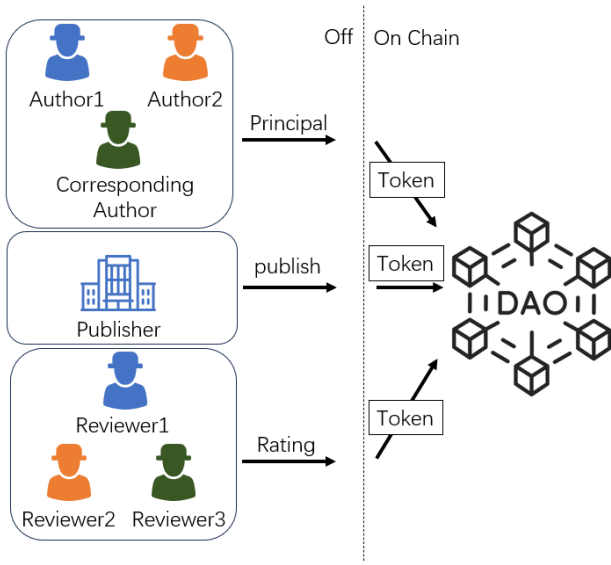 Off On Chain
Author1 Author2
Principal
Corresponding
Author
Token
publish
Token
DAO
Publisher
Reviewer1
Token
Rating
Reviewer2 Reviewer3